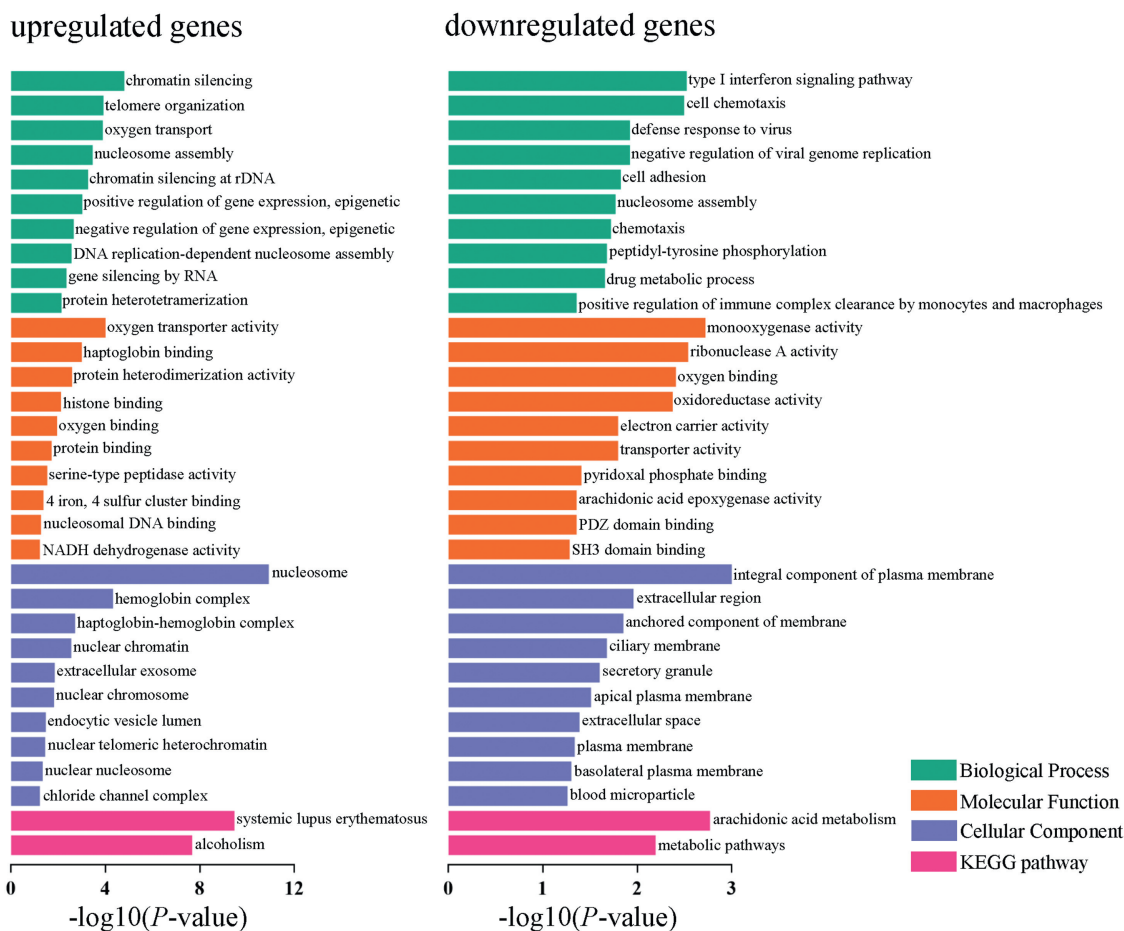 upregulated genes
chromatin silencing
telomere organization
oxygen transport
nucleosome assembly
chromatin silencing at rDNA
positive regulation of gene expression, epigenetic
negative regulation of gene expression, epigenetic
DNA replication-dependent nucleosome assembly
gene silencing by RNA
protein heterotetramerization
oxygen transporter activity
haptoglobin binding
protein heterodimerization activity
histone binding
oxygen binding
protein binding
serine-type peptidase activity
4 iron, 4 sulfur cluster binding
nucleosomal DNA binding
NADH dehydrogenase activity
nucleosome
hemoglobin complex
haptoglobin-hemoglobin complex
nuclear chromatin
extracellular exosome
nuclear chromosome
endocytic vesicle lumen
nuclear telomeric heterochromatin
nuclear nucleosome
chloride channel complex
systemic lupus erythematosus
alcoholism
0 4 8 12
-log10(P-value)
downregulated genes
type I interferon signaling pathway
cell chemotaxis
defense response to virus
negative regulation of viral genome replication
cell adhesion
nucleosome assembly
chemotaxis
peptidyl-tyrosine phosphorylation
drug metabolic process
positive regulation of immune complex clearance by monocytes and macrophages
monooxygenase activity
ribonuclease A activity
oxygen binding
oxidoreductase activity
electron carrier activity
transporter activity
pyridoxal phosphate binding
arachidonic acid epoxygenase activity
PDZ domain binding
SH3 domain binding
integral component of plasma membrane
extracellular region
anchored component of membrane
ciliary membrane
secretory granule
apical plasma membrane
extracellular space
plasma membrane
basolateral plasma membrane
blood microparticle
arachidonic acid metabolism
metabolic pathways
0 1 2 3
-log10(P-value)
Biological Process
Molecular Function
Cellular Component
KEGG pathway